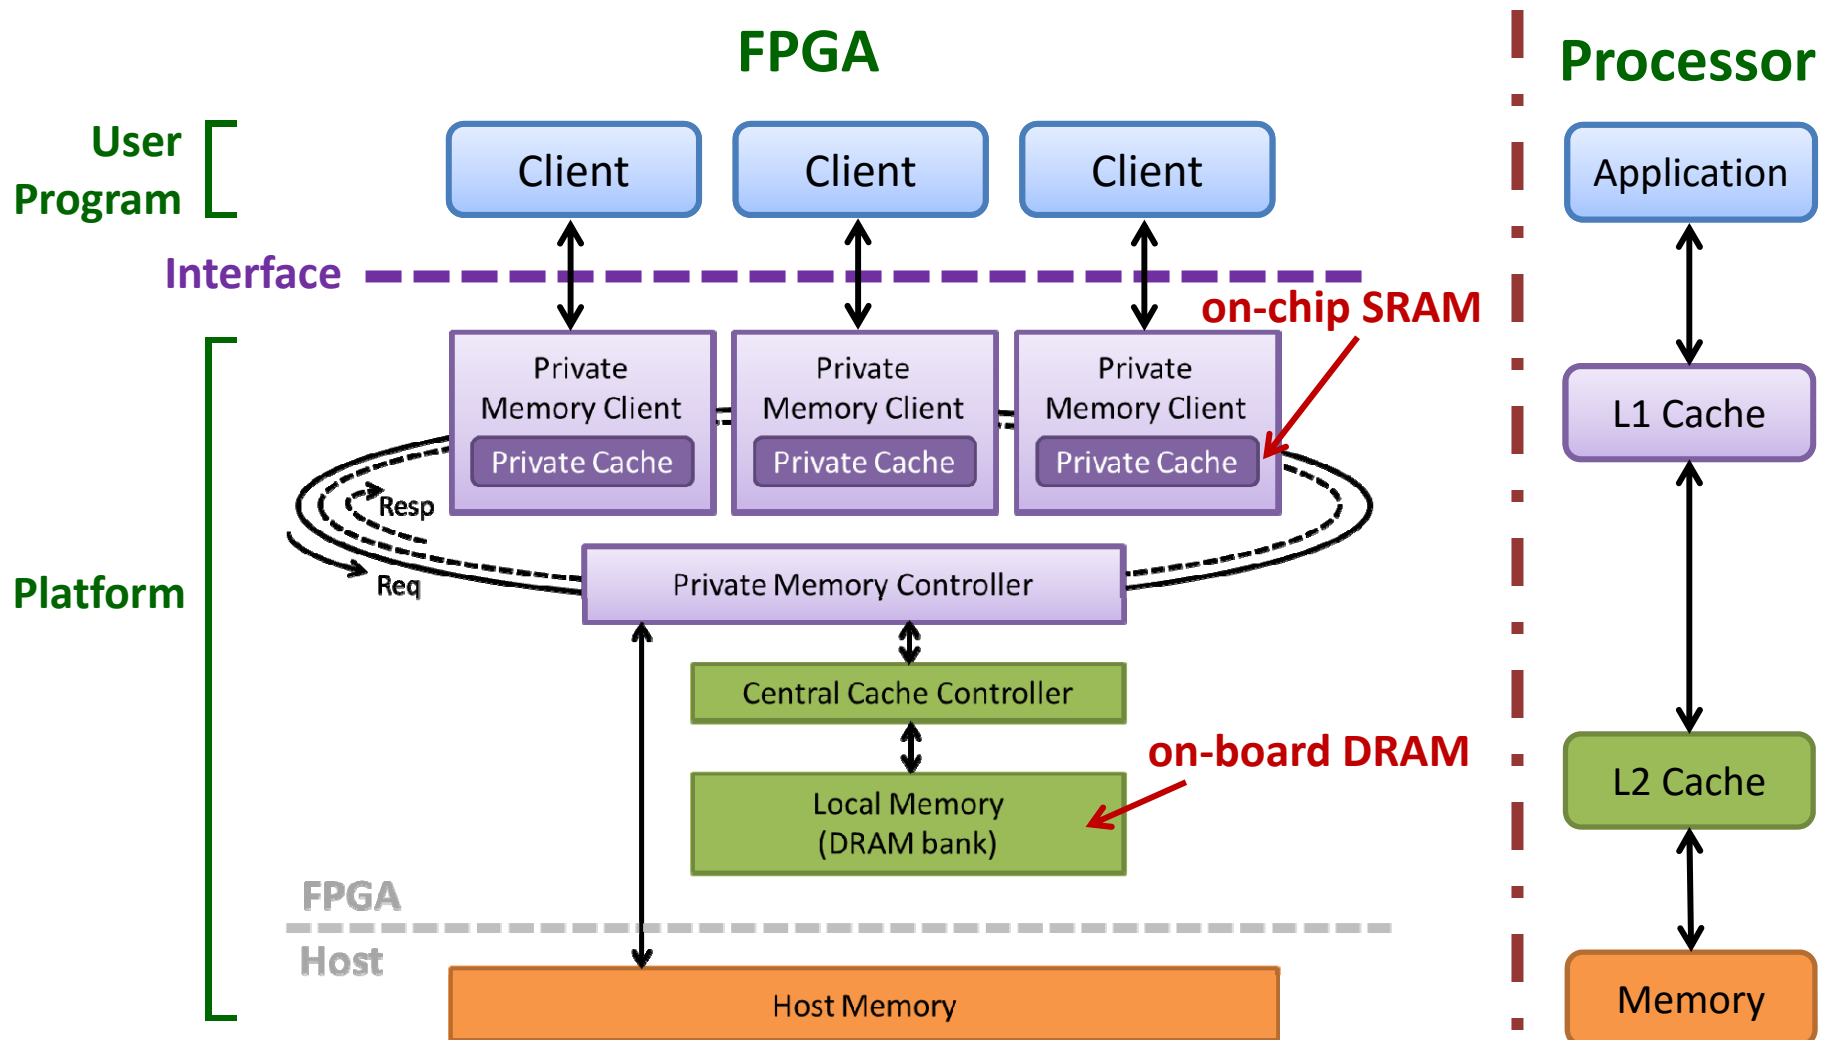 FPGA
Processor
User
Program
Client
Client
Client
Application
Interface
on-chip SRAM
Private
Memory Client
Private Cache
Private
Memory Client
Private Cache
Private
Memory Client
Private Cache
L1 Cache
Resp
Req
Platform
Private Memory Controller
Central Cache Controller
on-board DRAM
Local Memory
(DRAM bank)
L2 Cache
FPGA
Host
Host Memory
Memory